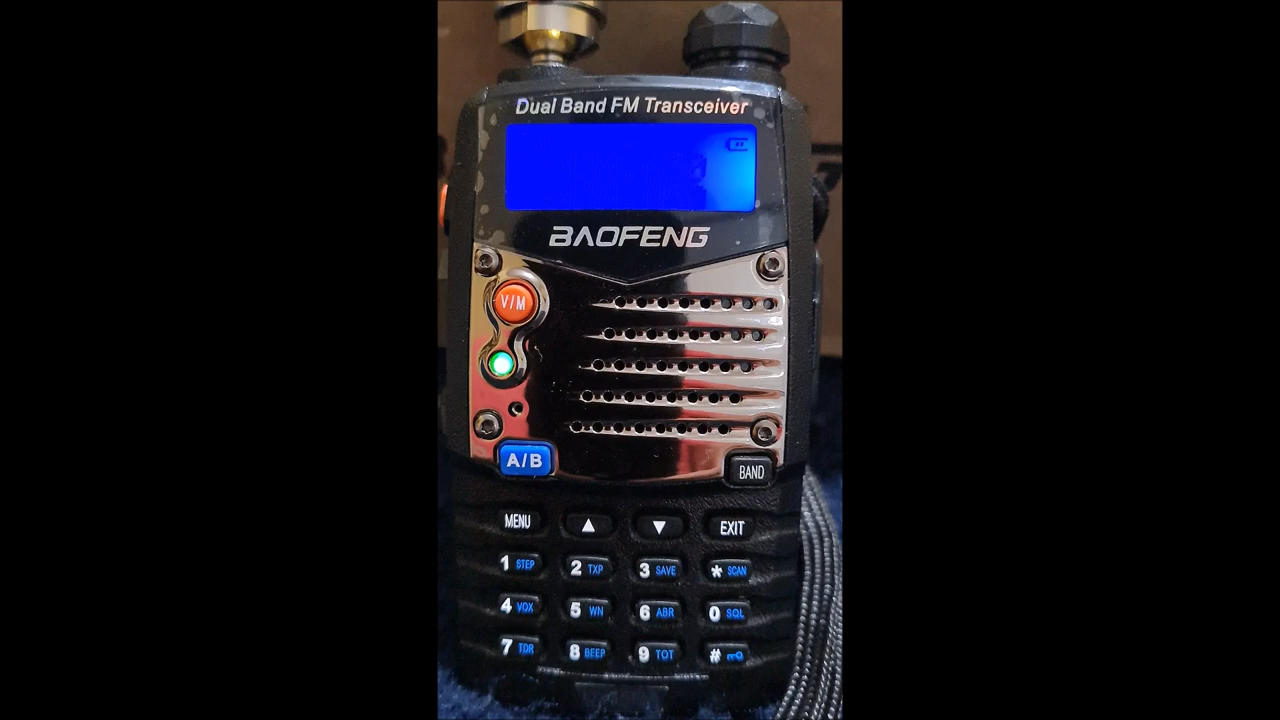 Dual Band FM Transceiver
BAOFENG
V/M
A/B
BAND
MENU ▲ ▼ EXIT
1 STEP 2 TXP 3 SAVE * SCAN
4 VOX 5 WN 6 ABR 0 SQL
7 TDR 8 BEEP 9 TOT #